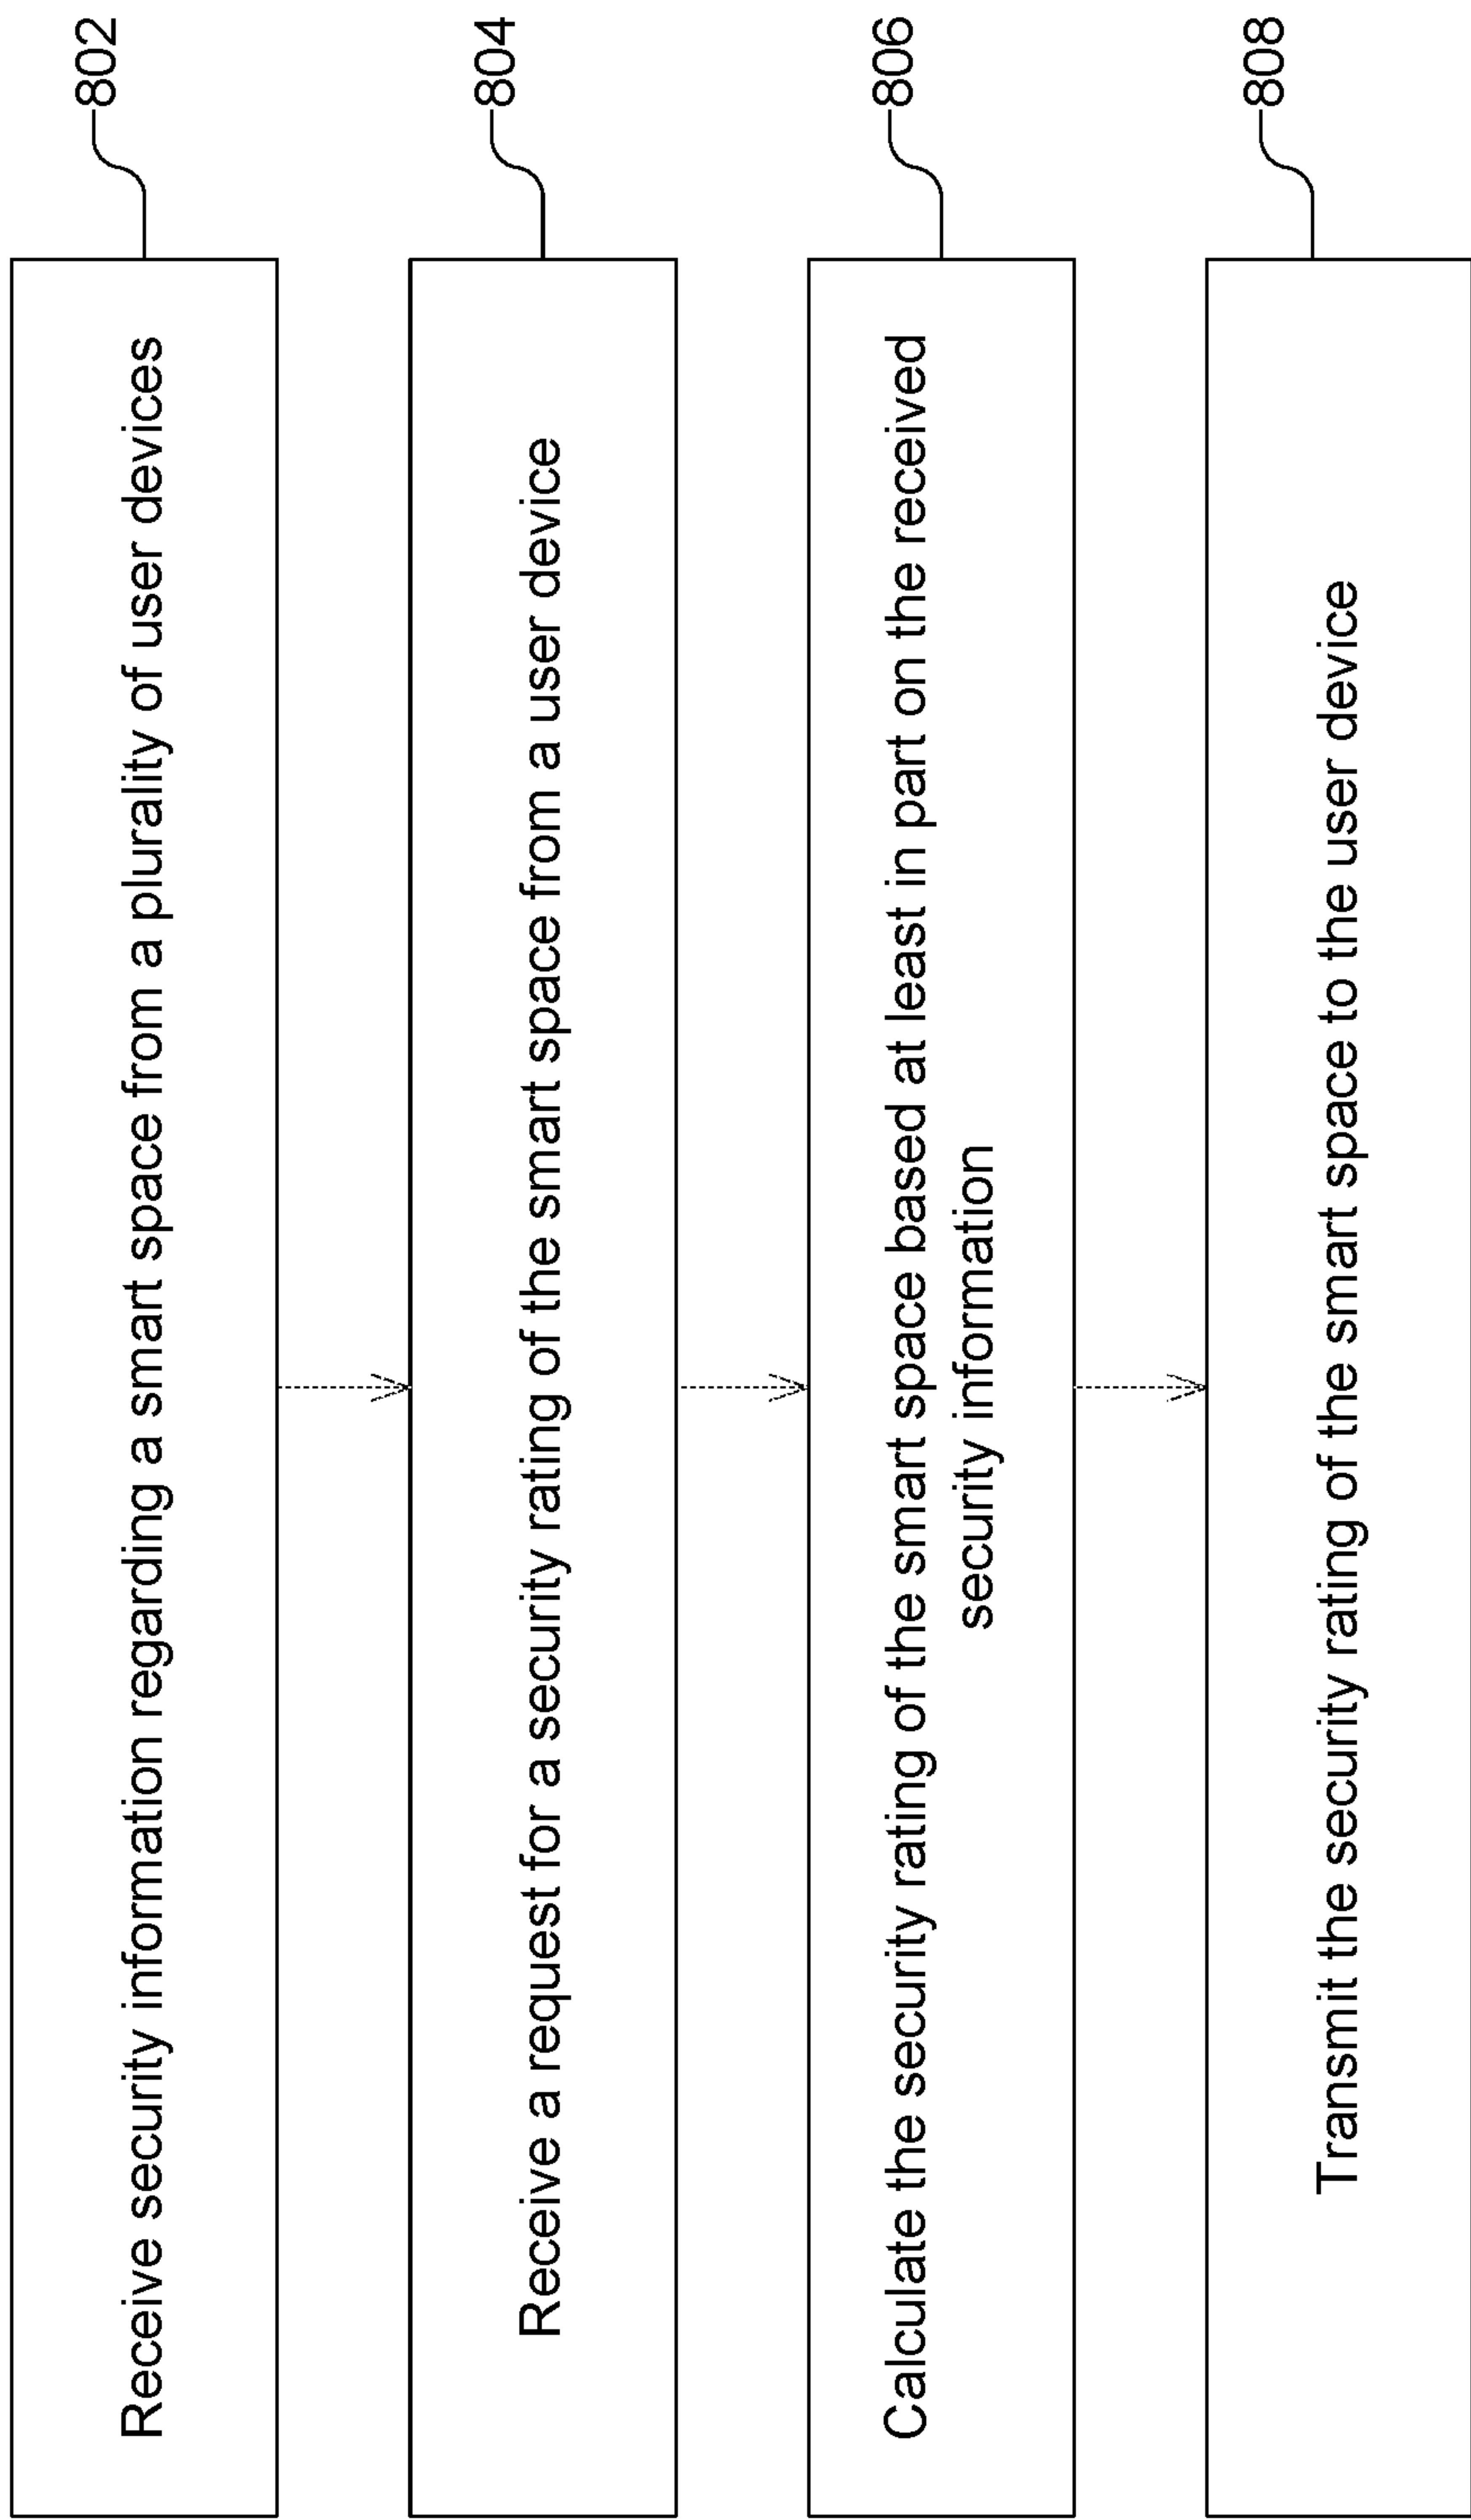 Receive security information regarding a smart space from a plurality of user devices
802
Receive a request for a security rating of the smart space from a user device
804
Calculate the security rating of the smart space based at least in part on the received
security information
806
Transmit the security rating of the smart space to the user device
808